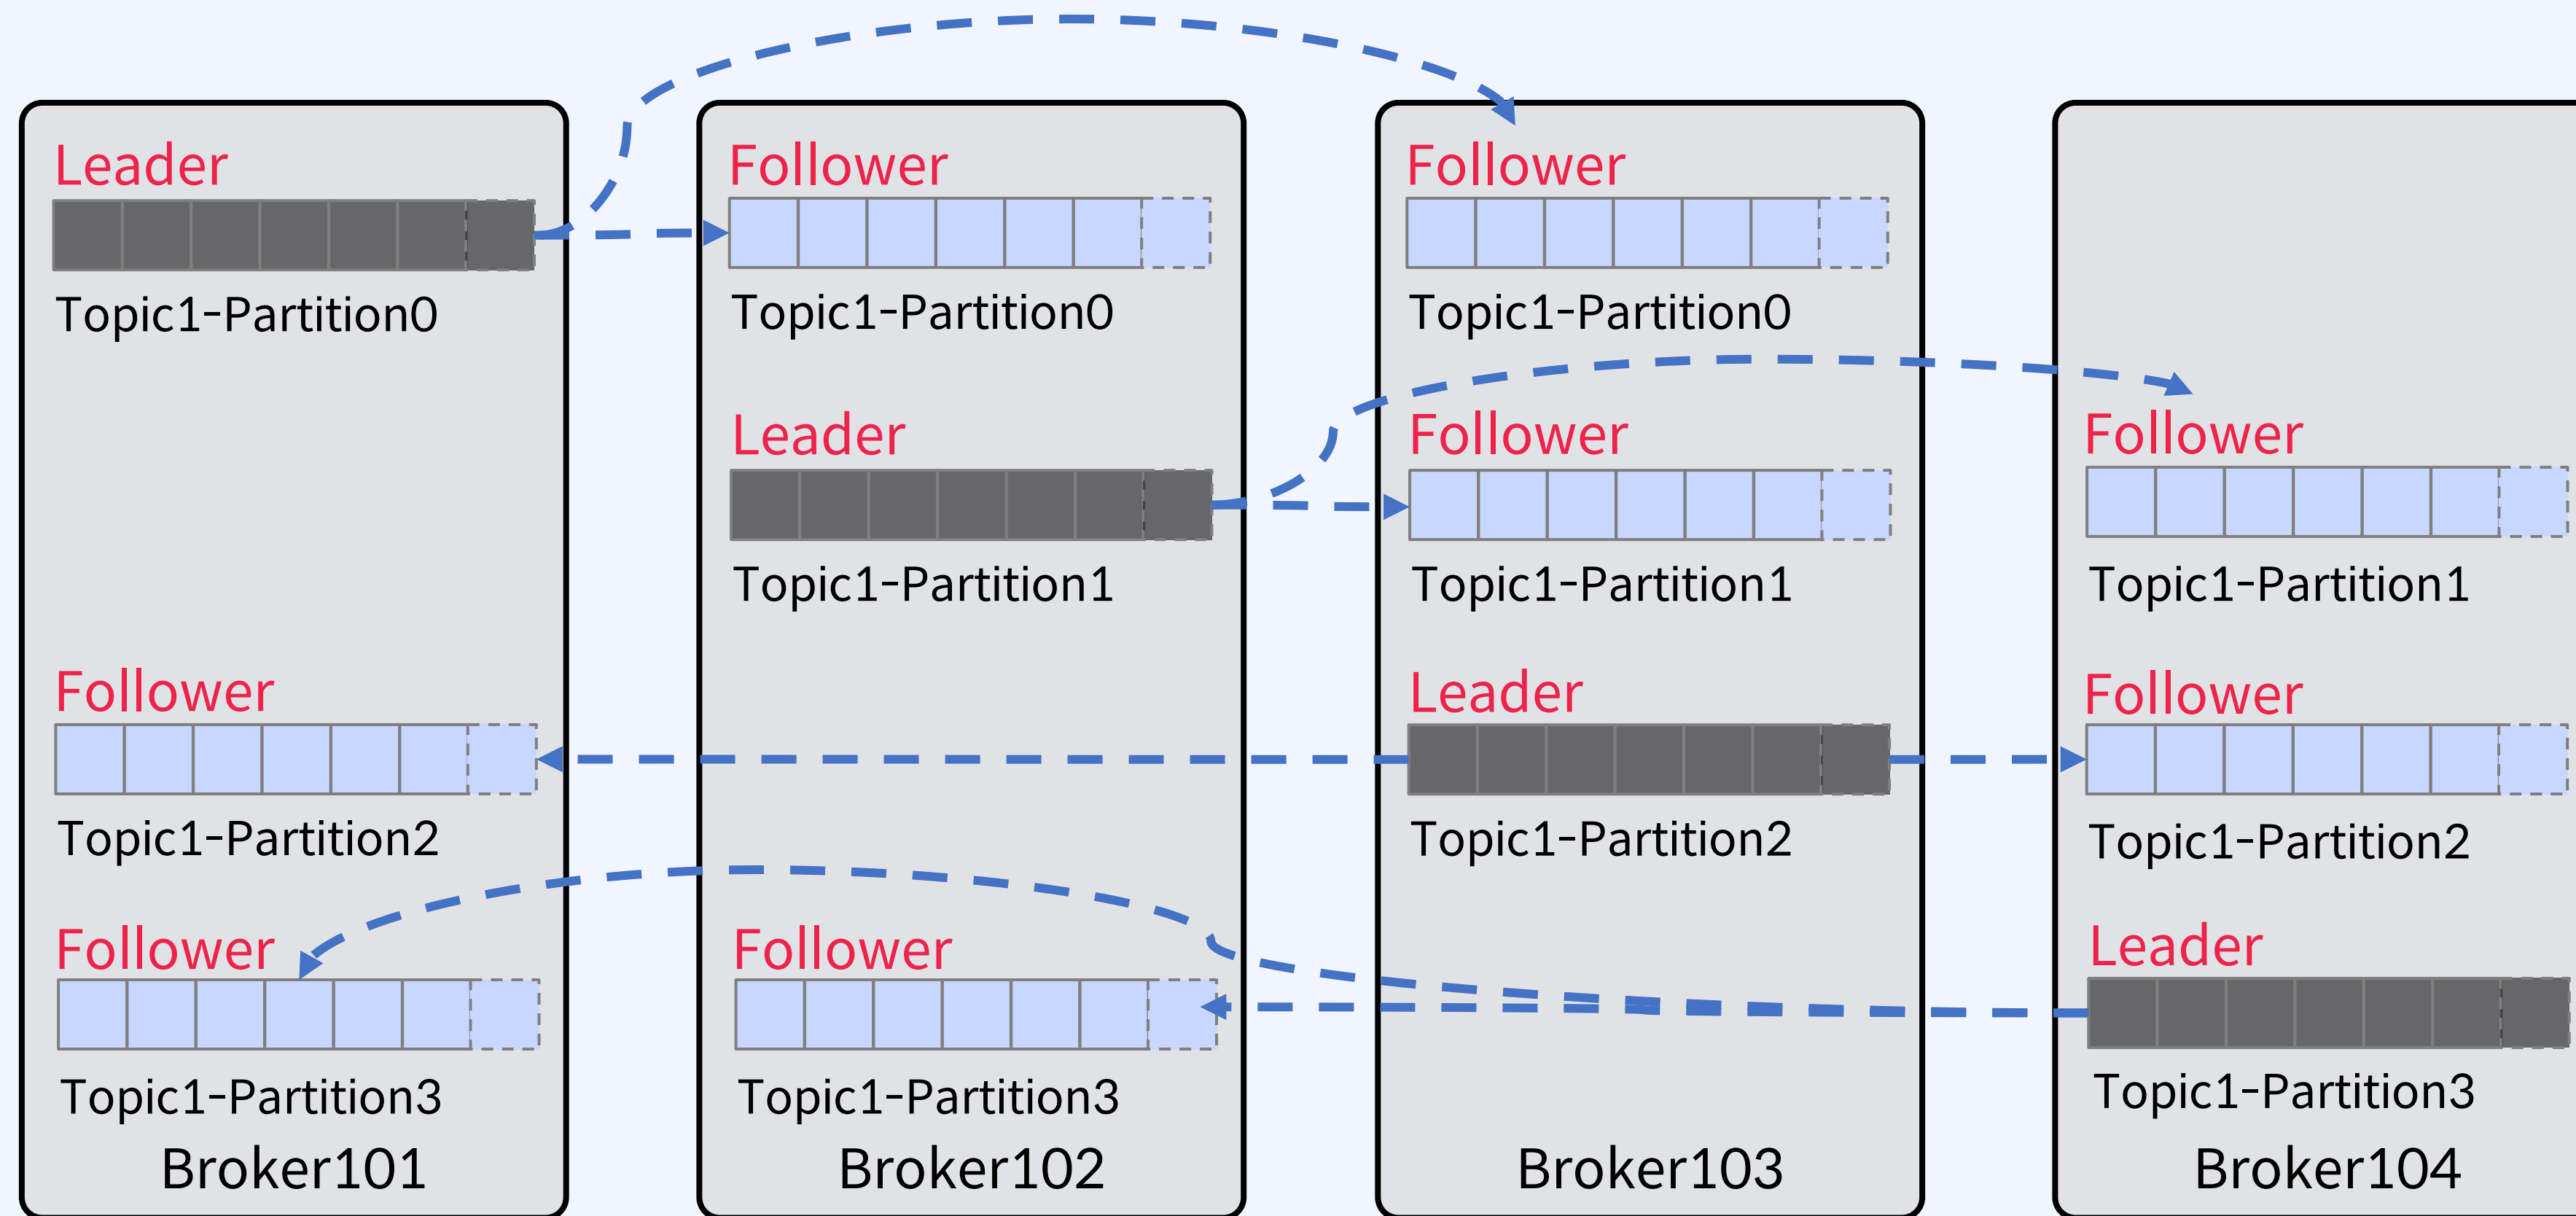 Leader
Topic1-Partition0
Follower
Topic1-Partition2
Follower
Topic1-Partition3
Broker101
Follower
Topic1-Partition0
Leader
Topic1-Partition1
Follower
Topic1-Partition3
Broker102
Follower
Topic1-Partition0
Follower
Topic1-Partition1
Leader
Topic1-Partition2
Broker103
Follower
Topic1-Partition1
Follower
Topic1-Partition2
Leader
Topic1-Partition3
Broker104